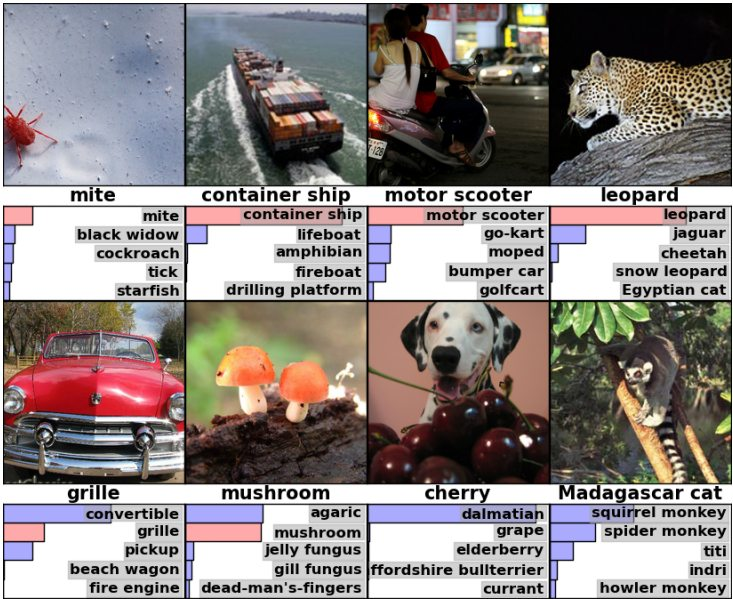 mite
container ship
motor scooter
leopard
mite
black widow
cockroach
tick
starfish
container ship
lifeboat
amphibian
fireboat
drilling platform
motor scooter
go-kart
moped
bumper car
golfcart
leopard
jaguar
cheetah
snow leopard
Egyptian cat
grille
mushroom
cherry
Madagascar cat
convertible
grille
pickup
beach wagon
fire engine
agaric
mushroom
jelly fungus
gill fungus
dead-man's-fingers
dalmatian
grape
elderberry
ffordshire bullterrier
currant
squirrel monkey
spider monkey
titi
indri
howler monkey